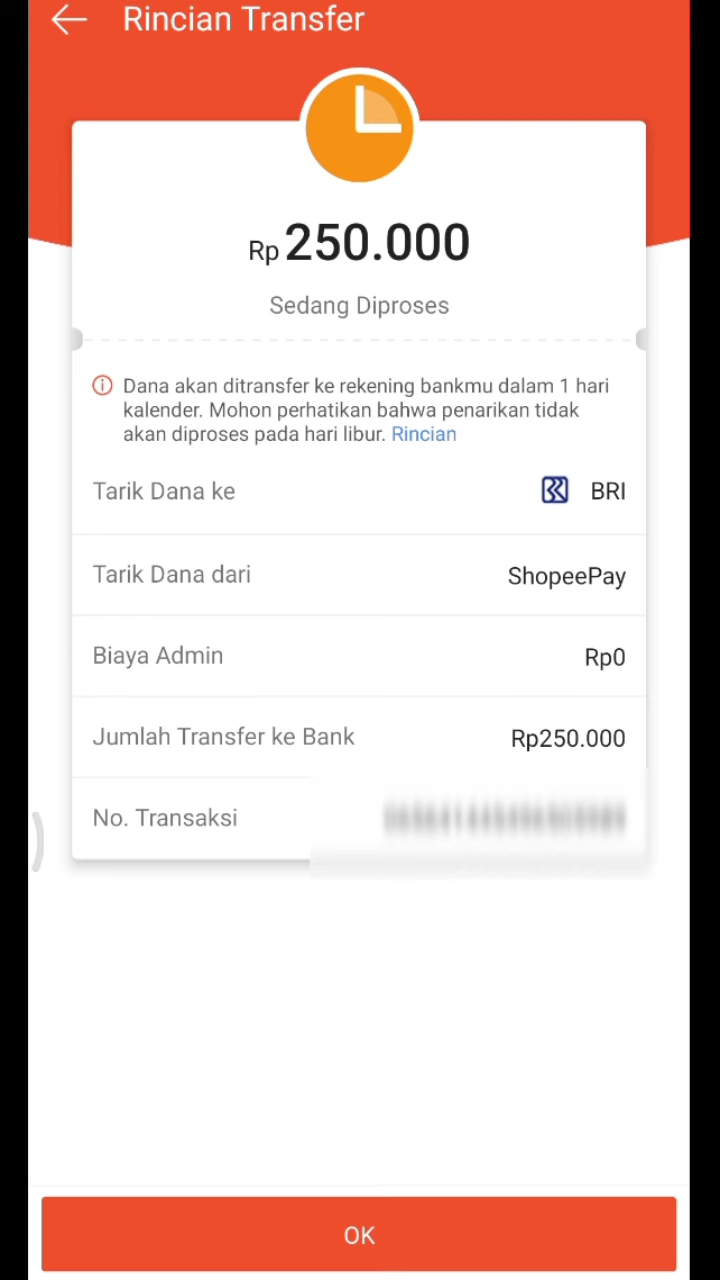 Rincian Transfer
Rp 250.000
Sedang Diproses
Dana akan ditransfer ke rekening bankmu dalam 1 hari
kalender. Mohon perhatikan bahwa penarikan tidak
akan diproses pada hari libur. Rincian
Tarik Dana ke BRI
Tarik Dana dari ShopeePay
Biaya Admin Rp0
Jumlah Transfer ke Bank Rp250.000
No. Transaksi
OK